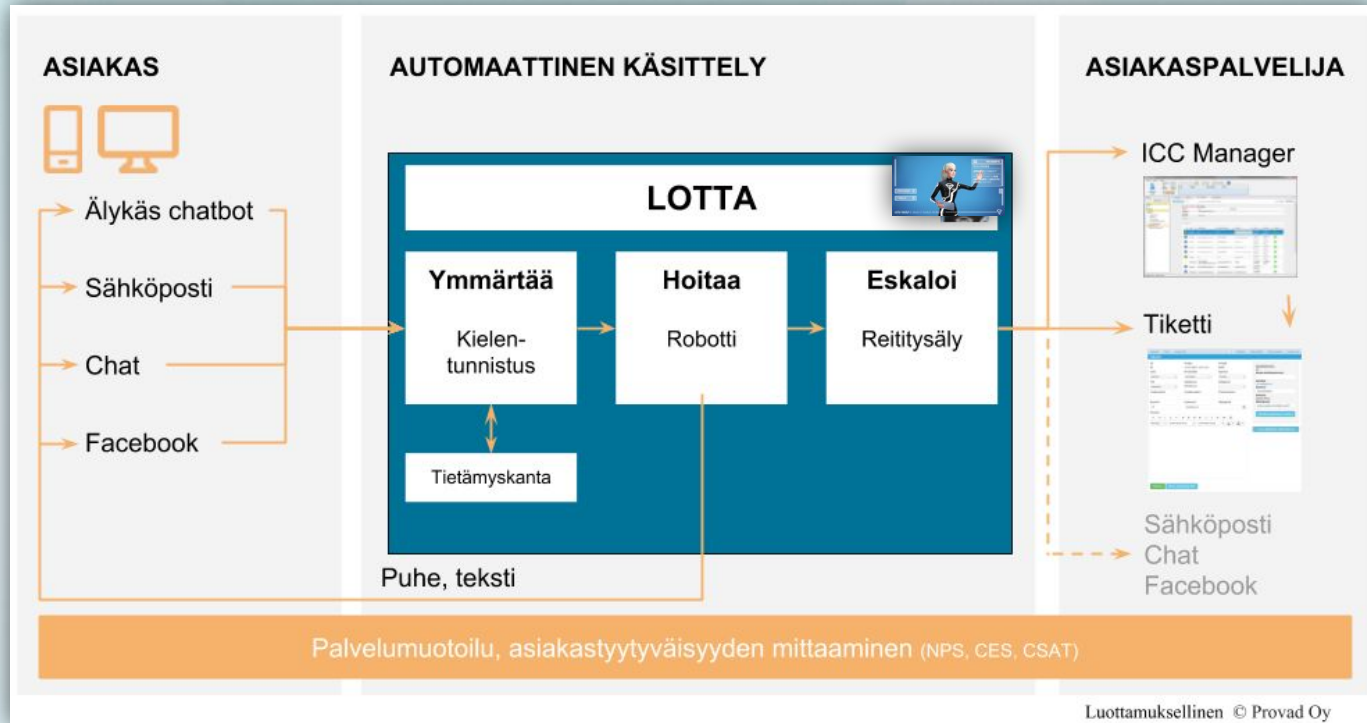 ASIAKAS
AUTOMAATTINEN KÄSITTELY
ASIAKASPALVELIJA
Älykäs chatbot
Sähköposti
Chat
Facebook
LOTTA
Ymmärtää
Kielen-
tunnistus
Tietämyskanta
Hoitaa
Robotti
Eskaloi
Reititysäly
Puhe, teksti
ICC Manager
Tiketti
Sähköposti
Chat
Facebook
Palvelumuotoilu, asiakastyytyväisyyden mittaaminen (NPS, CES, CSAT)
Luottamuksellinen © Provad Oy